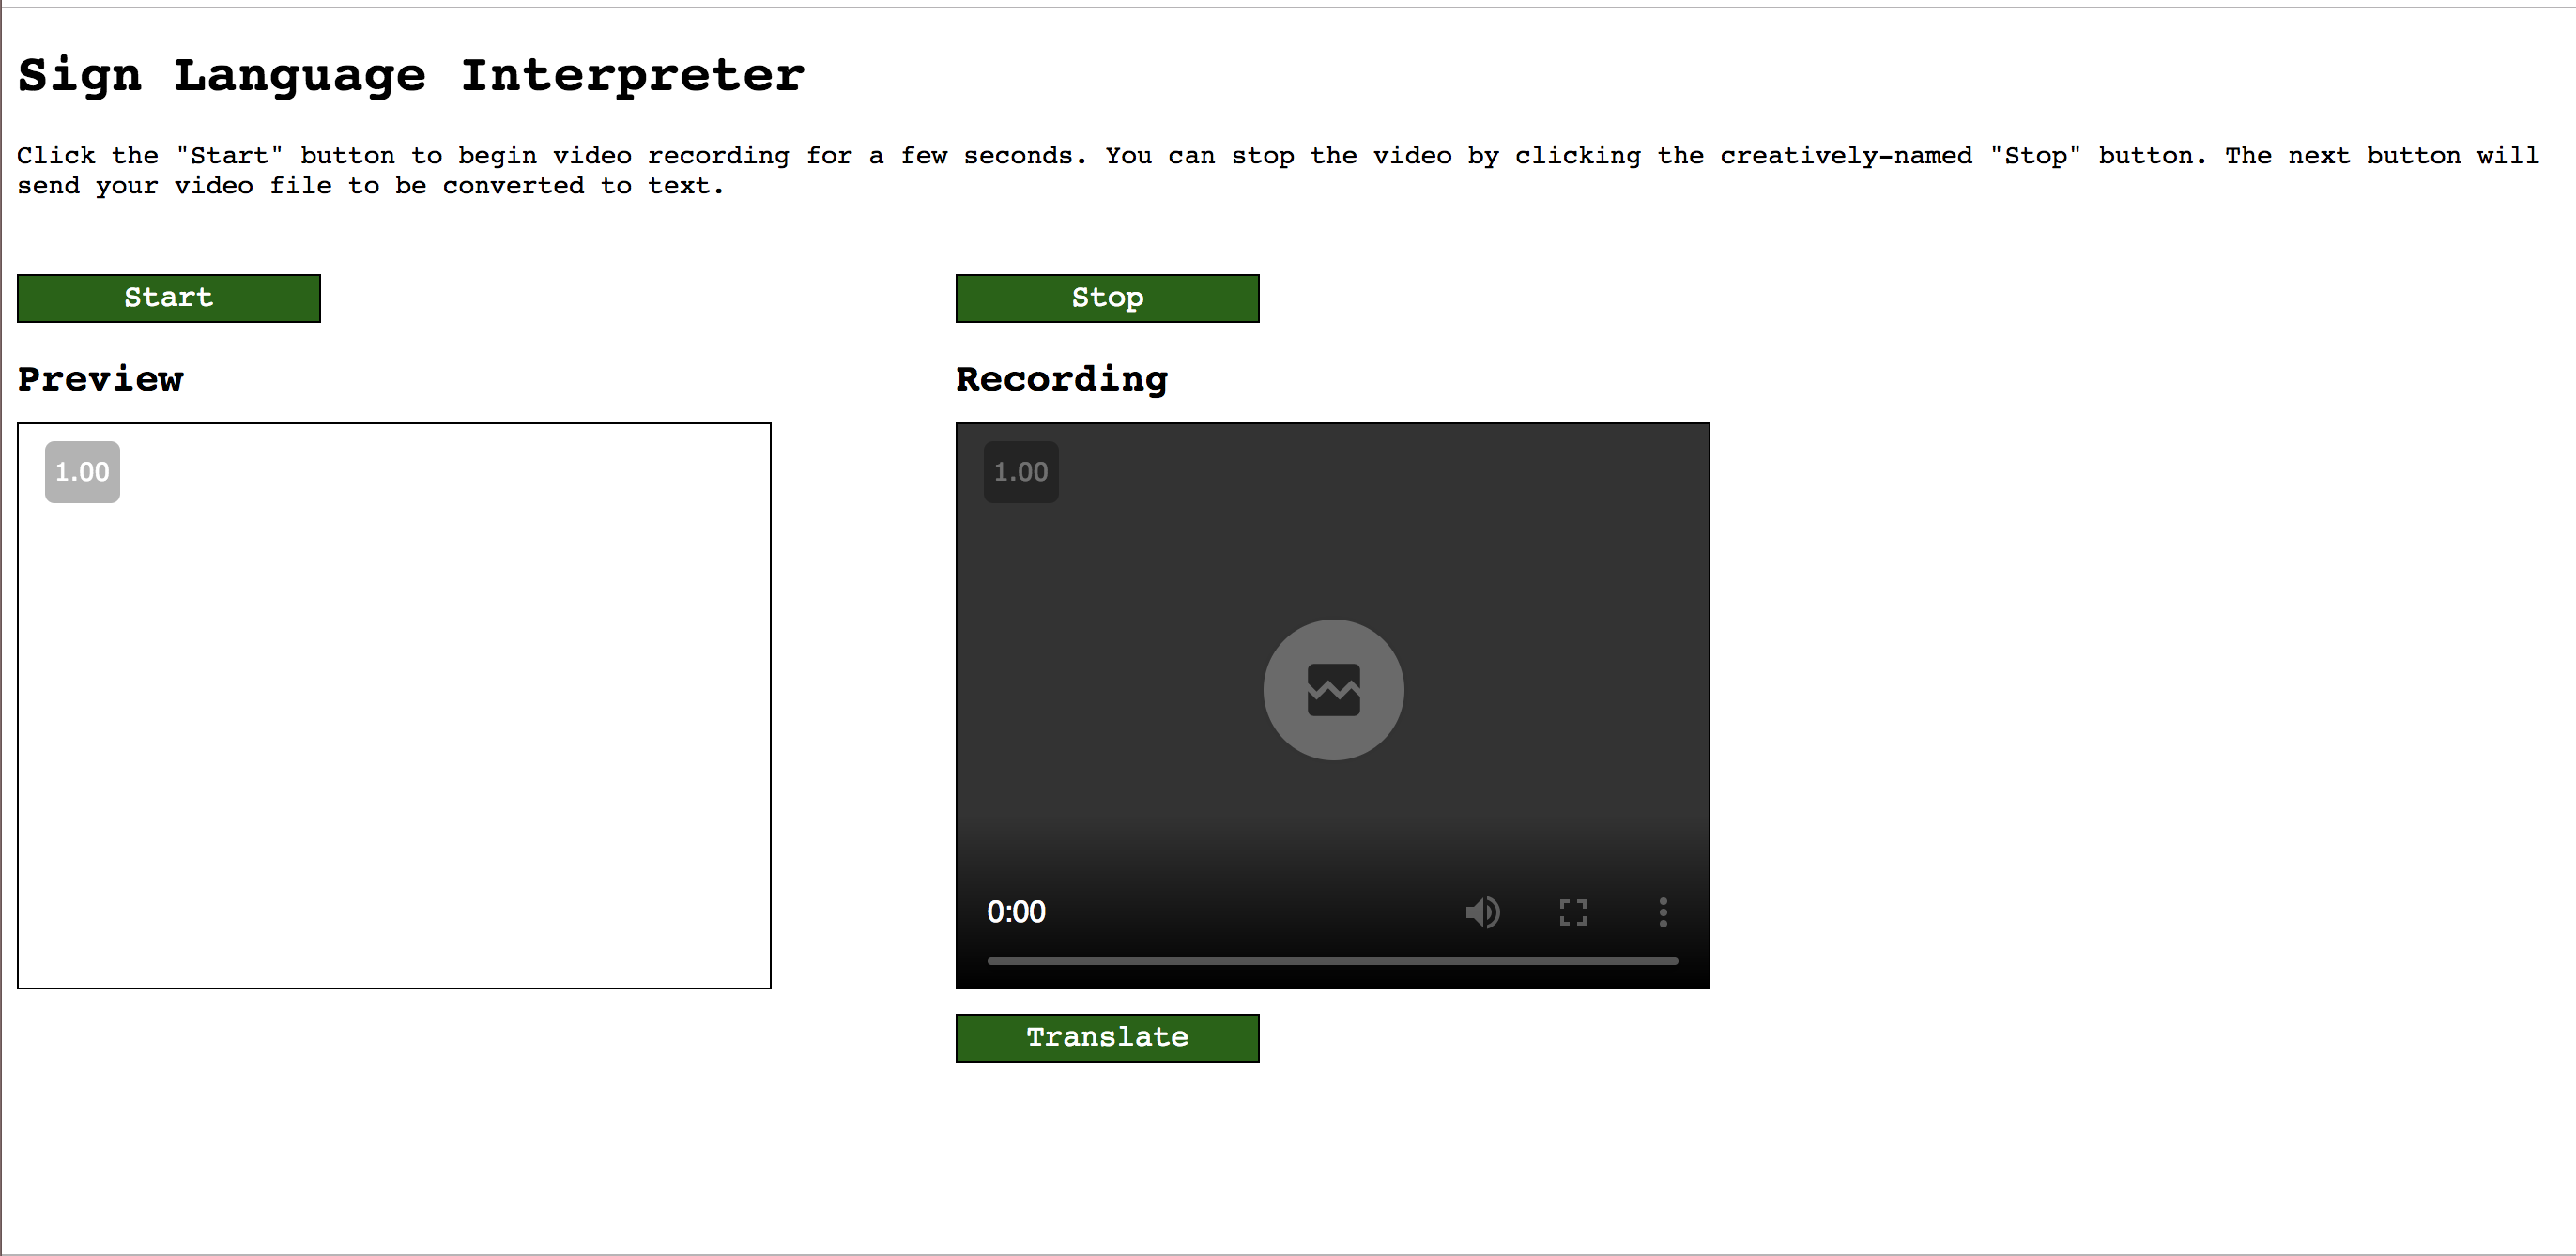 Sign Language Interpreter
Click the "Start" button to begin video recording for a few seconds. You can stop the video by clicking the creatively-named "Stop" button. The next button will
send your video file to be converted to text.
Start
Stop
Preview
Recording
1.00
1.00
0:00
Translate